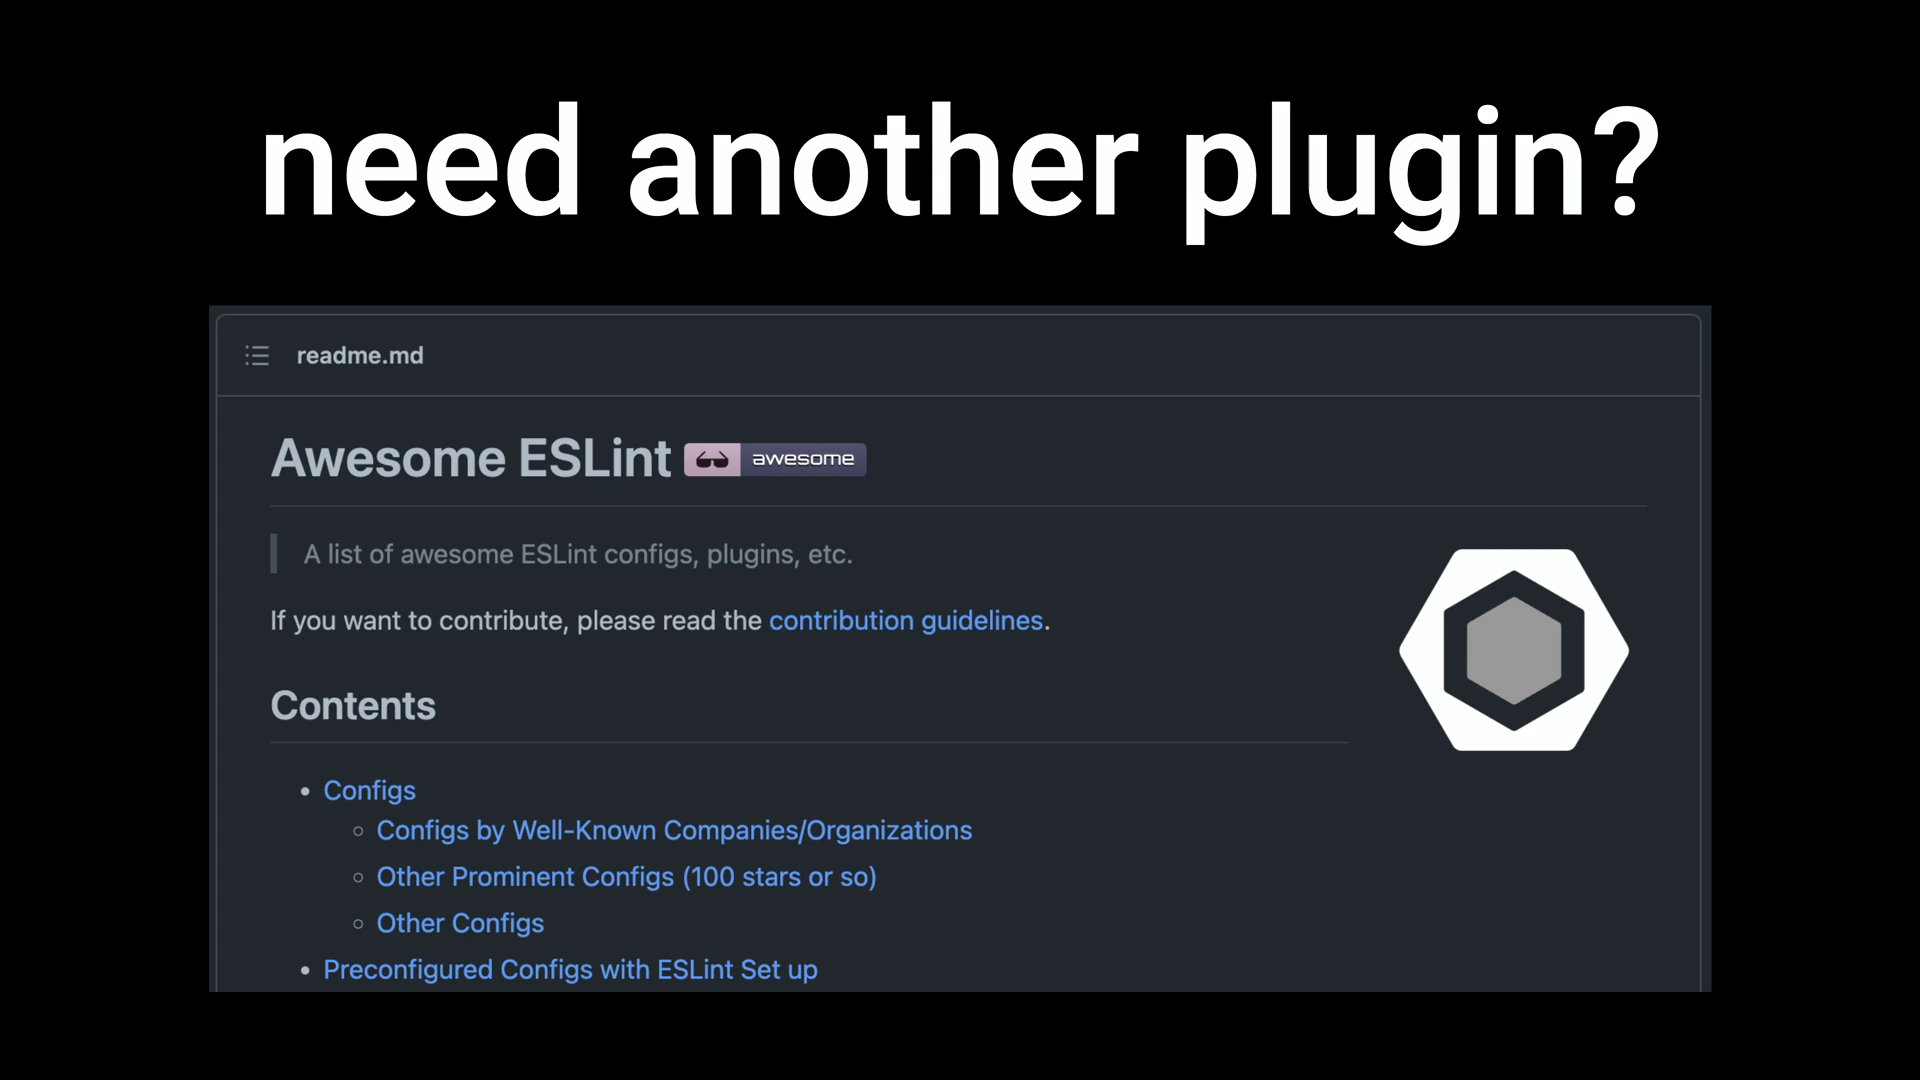 need another plugin?
readme.md
Awesome ESLint awesome
A list of awesome ESLint configs, plugins, etc.
If you want to contribute, please read the contribution guidelines.
Contents
Configs
Configs by Well-Known Companies/Organizations
Other Prominent Configs (100 stars or so)
Other Configs
Preconfigured Configs with ESLint Set up